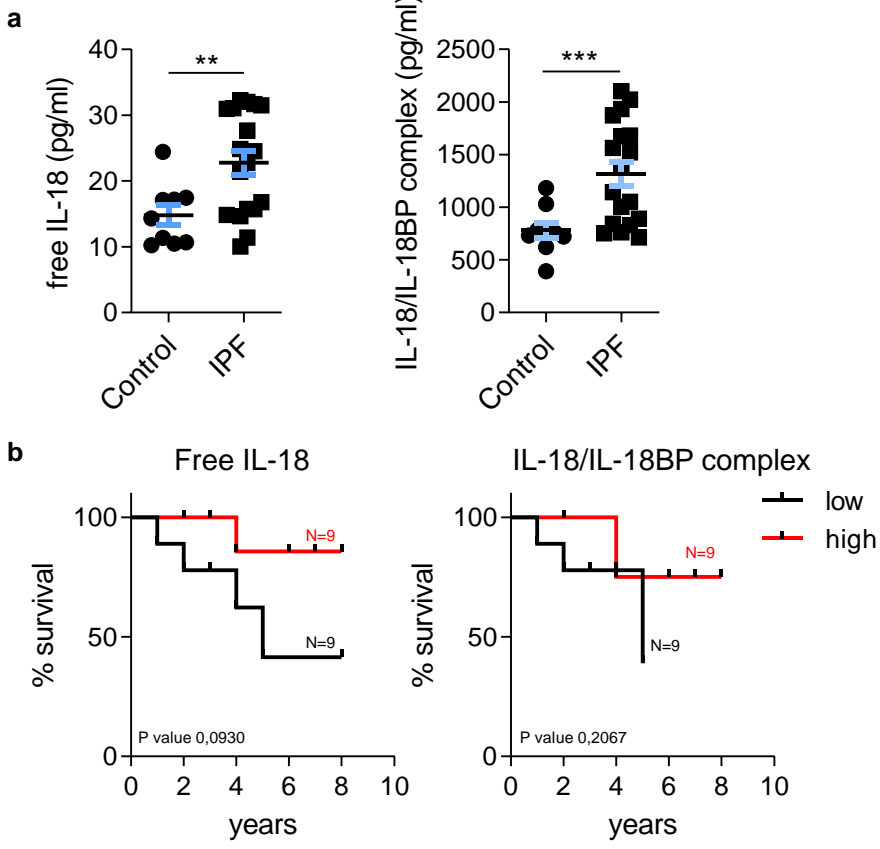 a
free IL-18 (pg/ml)
40
30
20
10
0
**
Control
IPF
IL-18/IL-18BP complex (pg/ml)
2500
2000
1500
1000
500
0
***
Control
IPF
b
Free IL-18
% survival
100
50
0
N=9
N=9
P value 0,0930
0 2 4 6 8 10
years
IL-18/IL-18BP complex
% survival
100
50
0
N=9
N=9
P value 0,2067
0 2 4 6 8 10
years
low
high